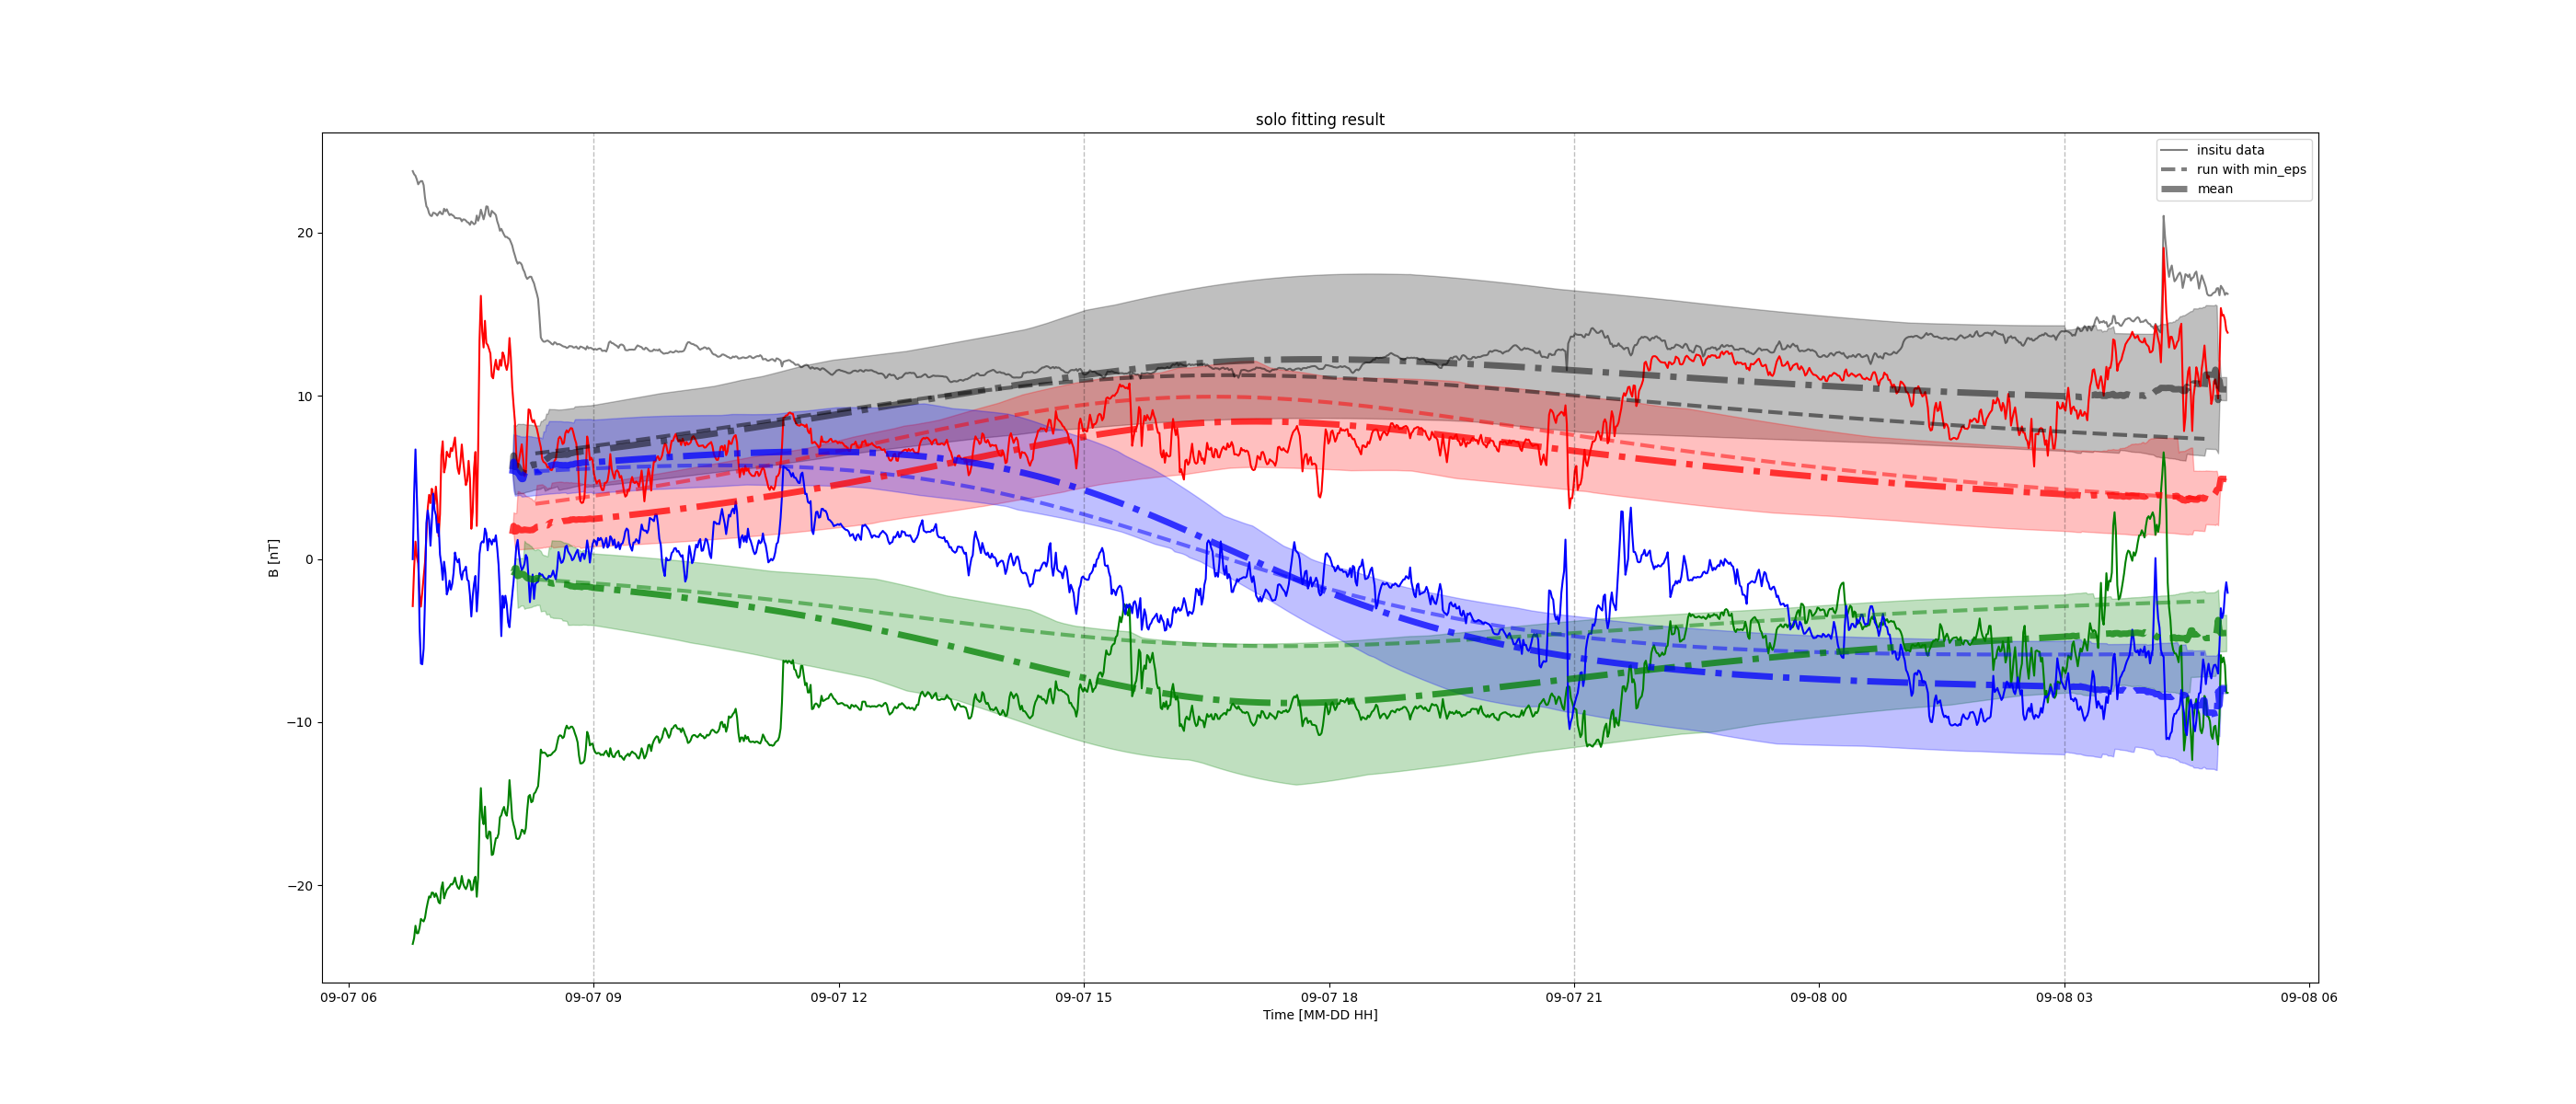 solo fitting result
insitu data
run with min_eps
mean
B [nT]
20
10
0
−10
−20
09-07 06
09-07 09
09-07 12
09-07 15
09-07 18
09-07 21
09-08 00
09-08 03
09-08 06
Time [MM-DD HH]